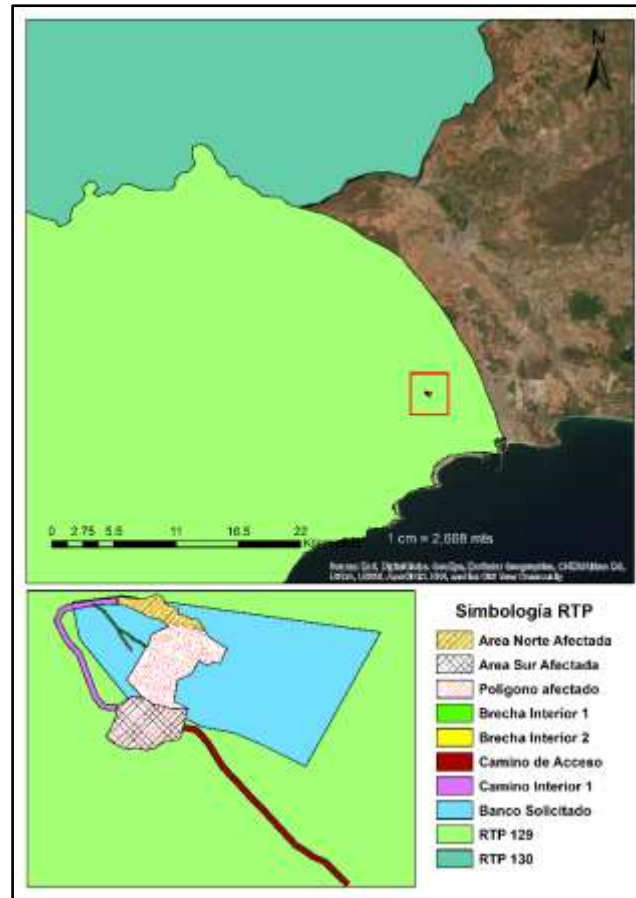 N
0 2.75 5.5 11 16.5 22
1 cm = 2,668 mts
Simbología RTP
Area Norte Afectada
Area Sur Afectada
Polígono afectado
Brecha Interior 1
Brecha Interior 2
Camino de Acceso
Camino Interior 1
Banco Solicitado
RTP 129
RTP 130